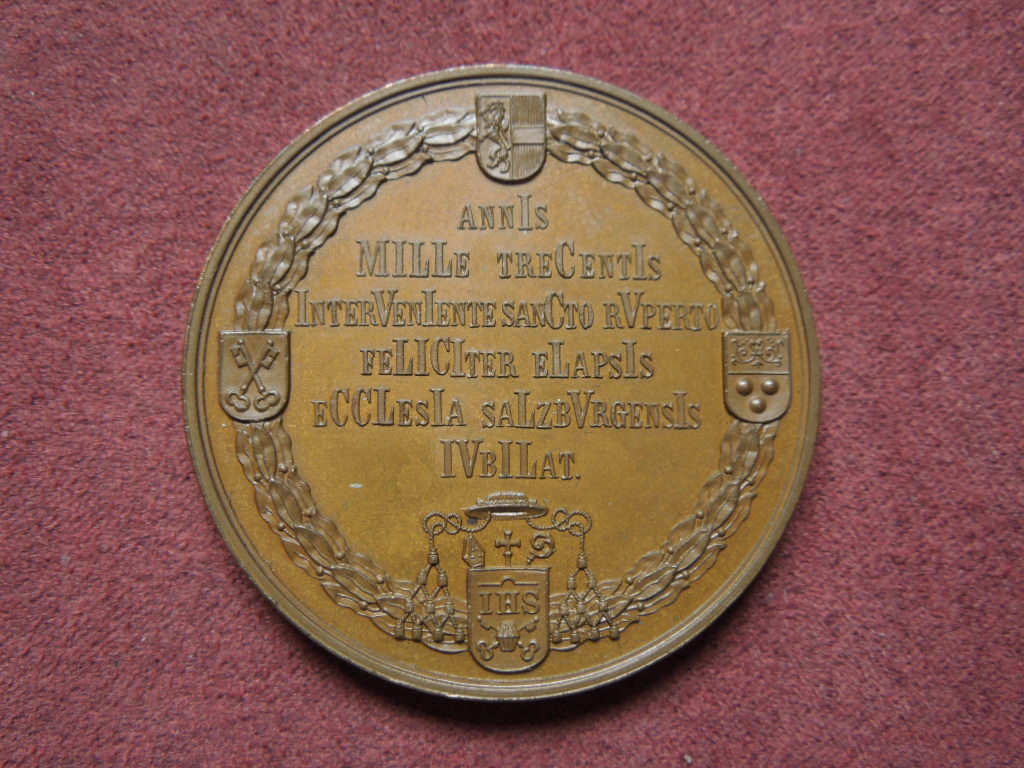 ANNIS
MILLE TRECENTIS
INTERVENIENTE SANCTO RVPERTO
FELICITER ELAPSIS
ECCLESIA SALZBVRGENSIS
IVBILAT.
IHS